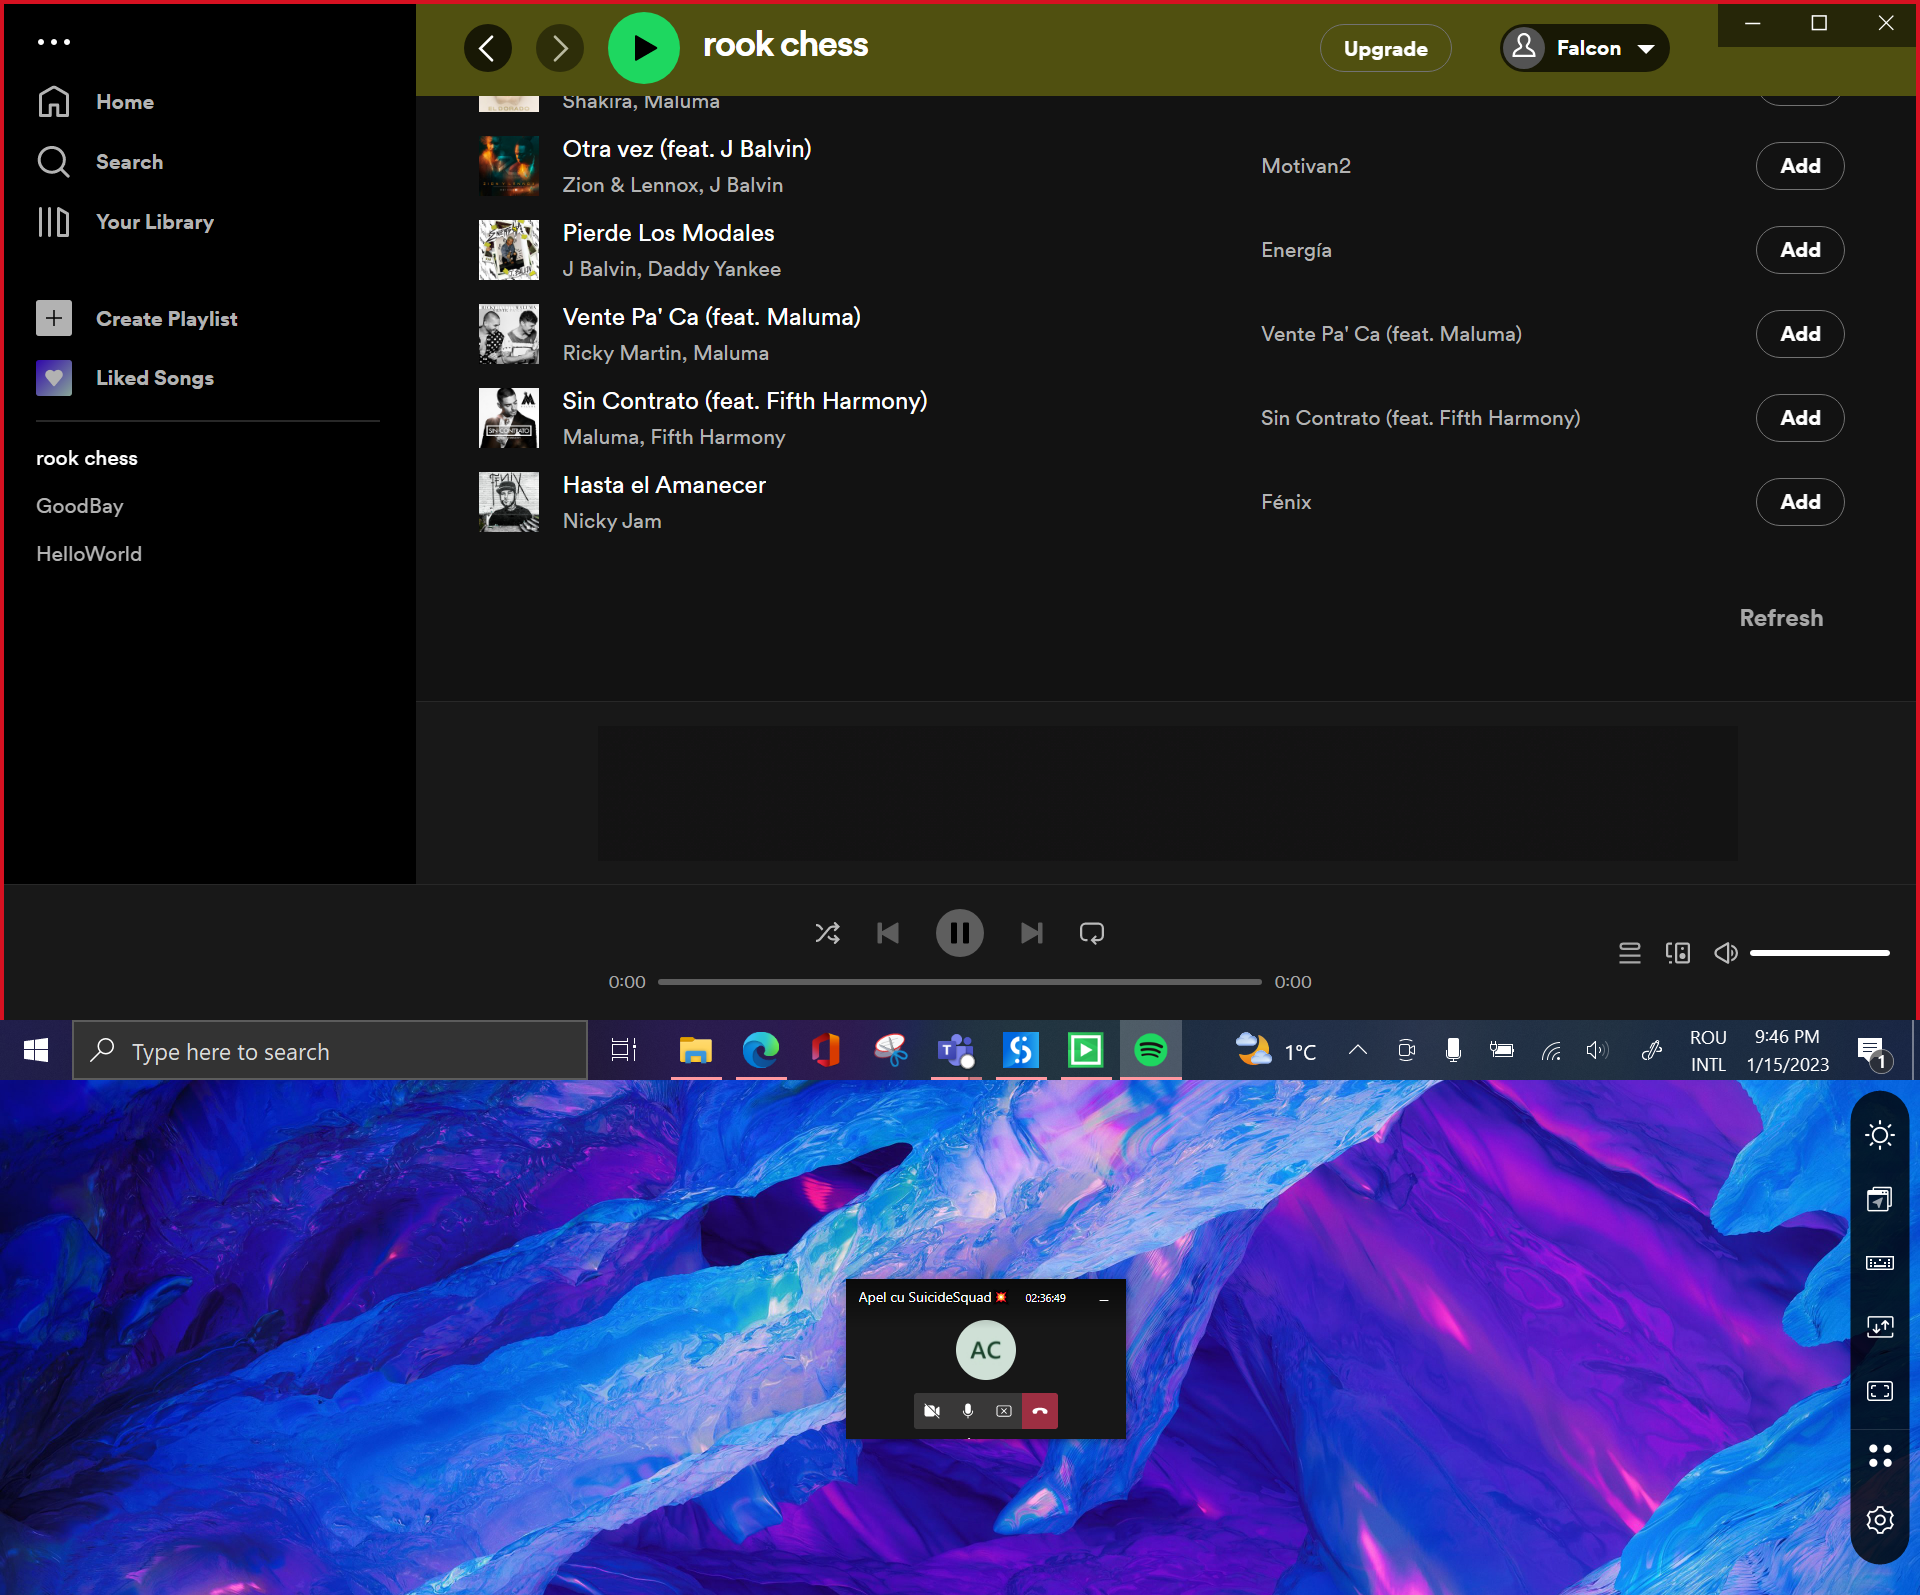 rook chess
Upgrade
Falcon
Home
Search
Your Library
Create Playlist
Liked Songs
rook chess
GoodBay
HelloWorld
Shakira, Maluma
Otra vez (feat. J Balvin)
Zion & Lennox, J Balvin
Motivan2
Add
Pierde Los Modales
J Balvin, Daddy Yankee
Energía
Add
Vente Pa' Ca (feat. Maluma)
Ricky Martin, Maluma
Vente Pa' Ca (feat. Maluma)
Add
SIN CONTRATO
Sin Contrato (feat. Fifth Harmony)
Maluma, Fifth Harmony
Sin Contrato (feat. Fifth Harmony)
Add
Hasta el Amanecer
Nicky Jam
Fénix
Add
Refresh
0:00
0:00
Type here to search
1°C
ROU
INTL
9:46 PM
1/15/2023
1
Apel cu SuicideSquad💥 02:36:49
AC